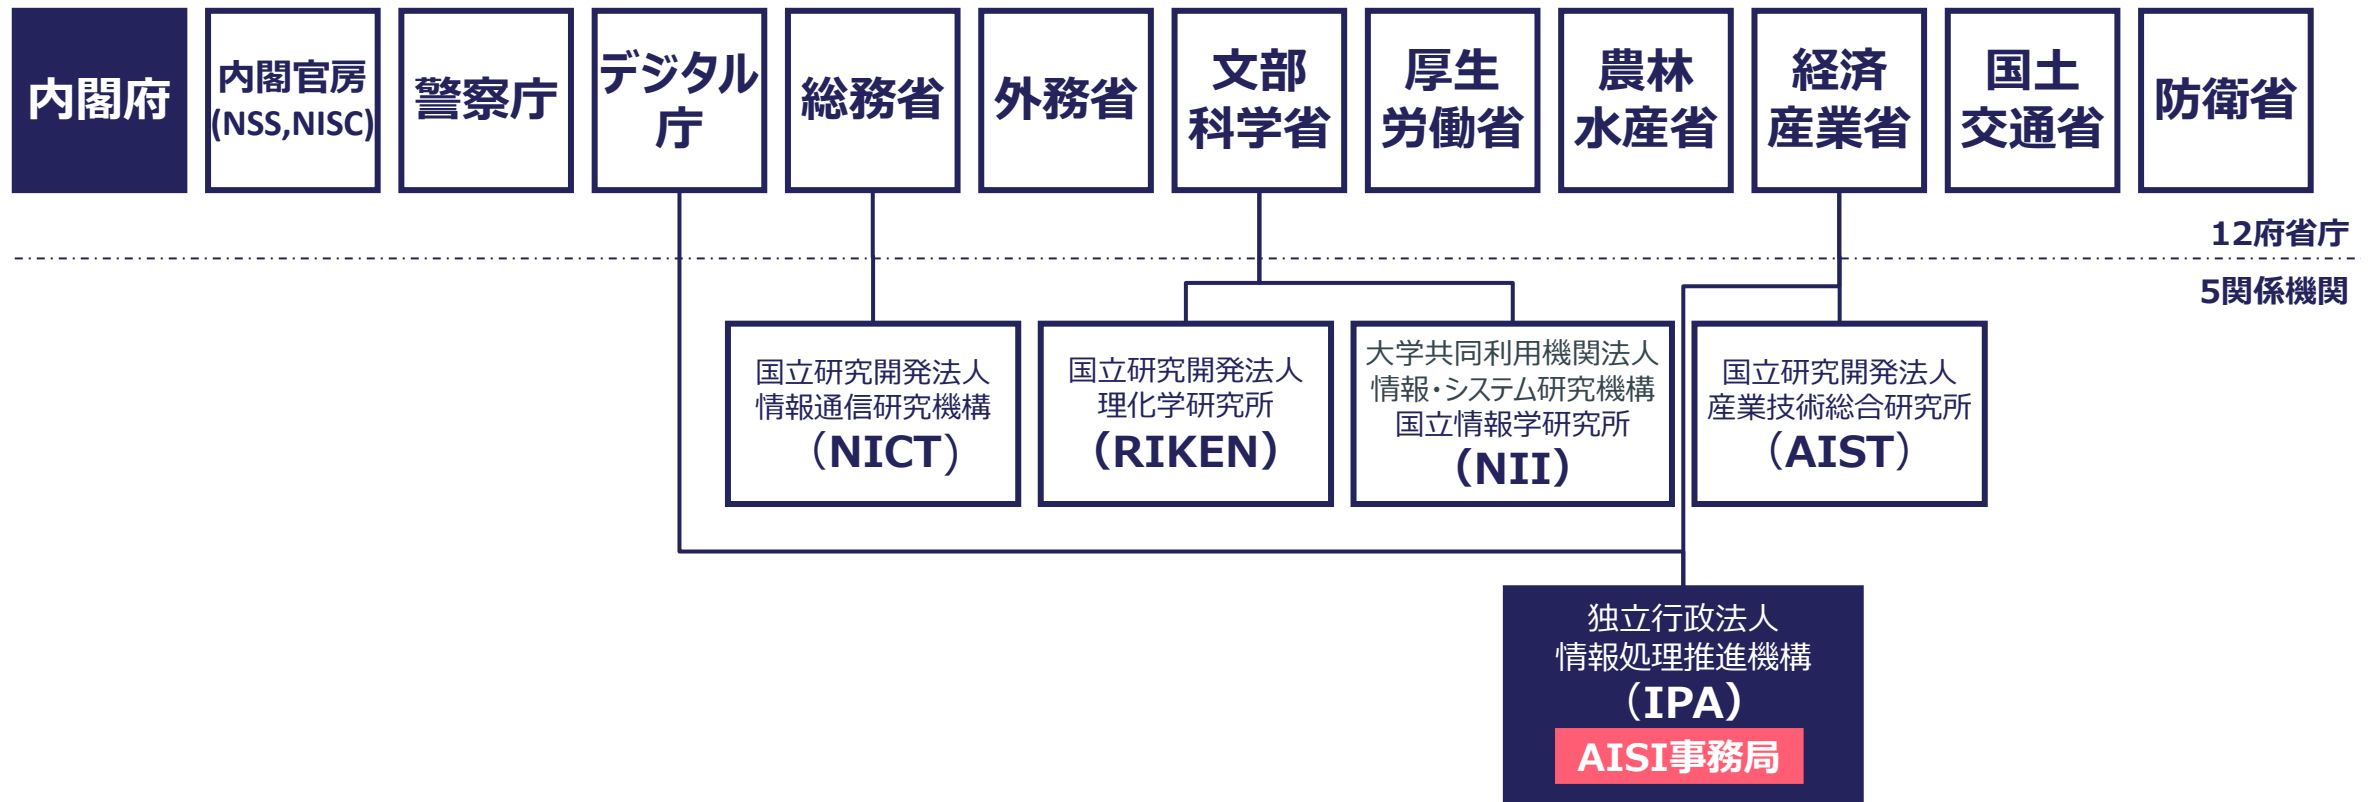 内閣府
内閣官房
(NSS,NISC)
警察庁
デジタル
庁
総務省
外務省
文部
科学省
厚生
労働省
農林
水産省
経済
産業省
国土
交通省
防衛省
12府省庁
5関係機関
国立研究開発法人
情報通信研究機構
（NICT）
国立研究開発法人
理化学研究所
（RIKEN）
大学共同利用機関法人
情報・システム研究機構
国立情報学研究所
（NII）
国立研究開発法人
産業技術総合研究所
（AIST）
独立行政法人
情報処理推進機構
（IPA）
AISI事務局